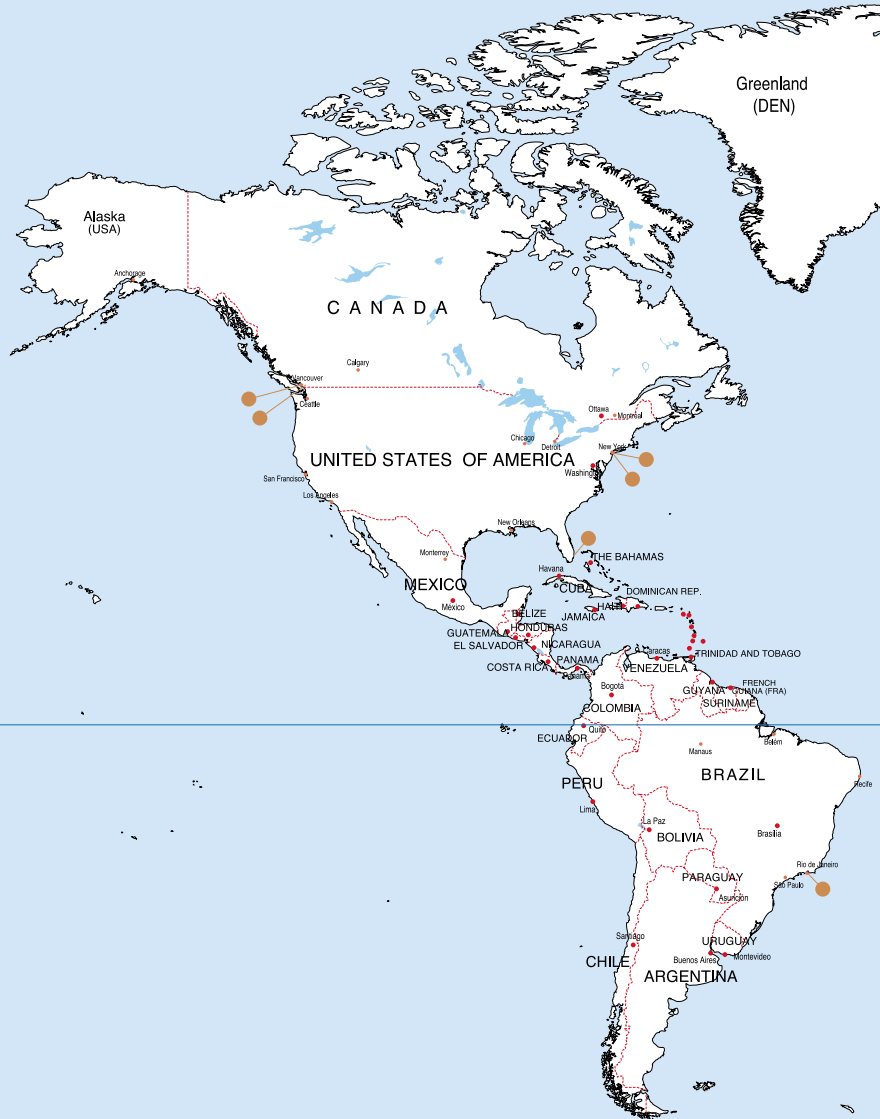 Greenland
(DEN)
Alaska
(USA)
Anchorage
CANADA
Calgary
Vancouver
Ceattle
Ottawa
Montréal
Chicago
Detroit
New York
UNITED STATES OF AMERICA
Washington
San Francisco
Los Angeles
New Orleans
Monterrey
THE BAHAMAS
Havana
MEXICO
CUBA
DOMINICAN REP.
México
HAITI
BELIZE
JAMAICA
HONDURAS
GUATEMALA
EL SALVADOR
NICARAGUA
Caracas
TRINIDAD AND TOBAGO
COSTA RICA
PANAMA
VENEZUELA
Panama
Bogotá
FRENCH
GUIANA (FRA)
GUYANA
SURINAME
COLOMBIA
Quito
ECUADOR
Belém
Manaus
PERU
BRAZIL
Recife
Lima
La Paz
Brasília
BOLIVIA
Rio de Janeiro
PARAGUAY
São Paulo
Asunción
Santiago
URUGUAY
Buenos Aires
Montevideo
CHILE
ARGENTINA